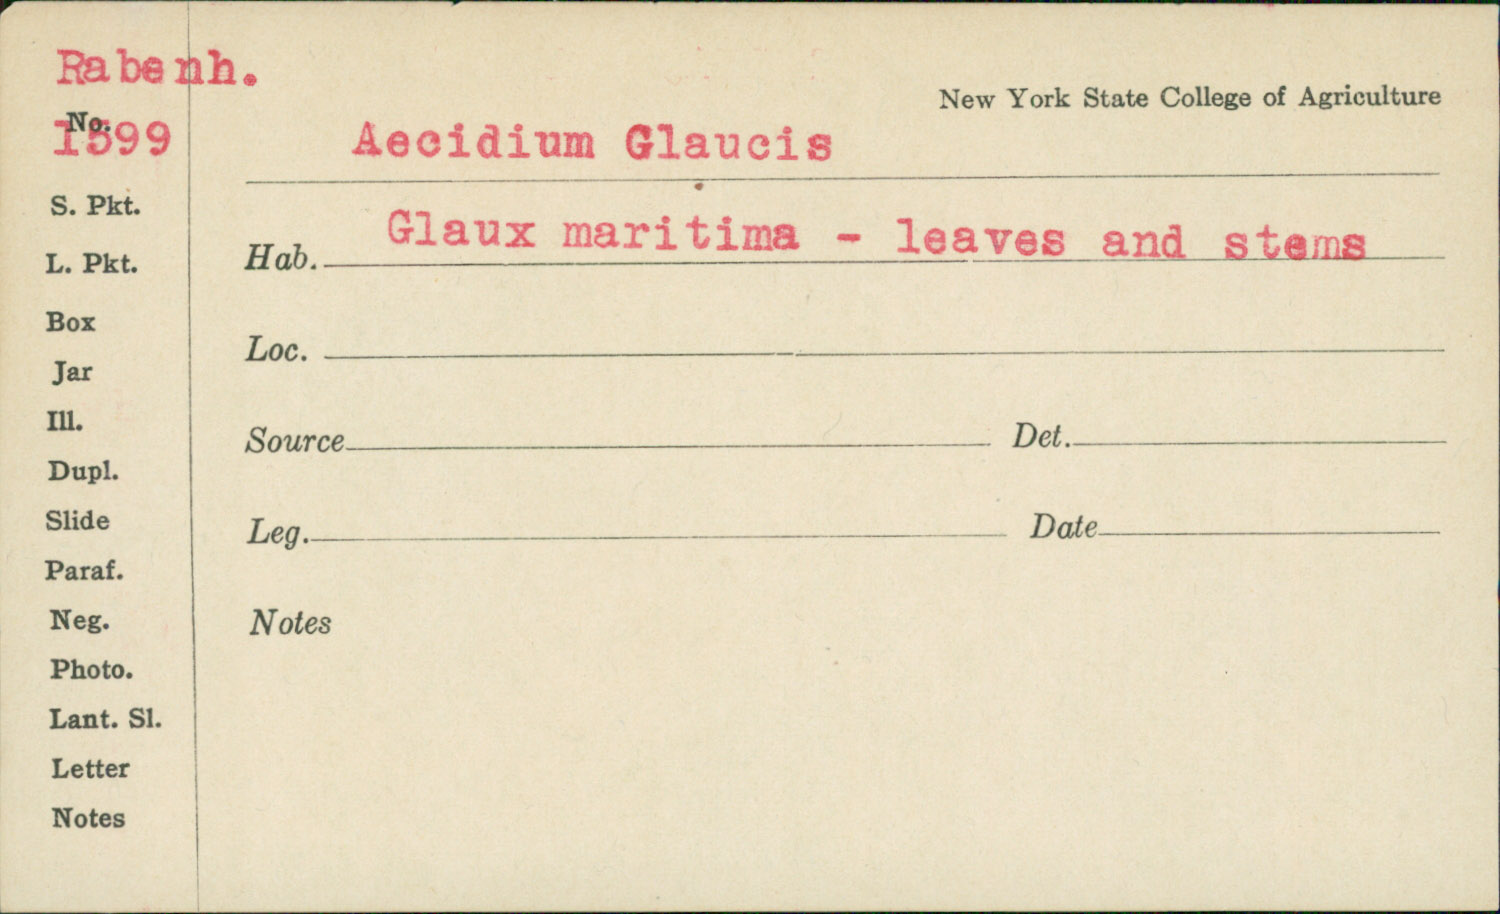 Rabenh.
New York State College of Agriculture
No.
1599
Aecidium Glaucis
Hab. Glaux maritima - leaves and stems
S. Pkt.
L. Pkt.
Box
Jar
Ill.
Dupl.
Slide
Paraf.
Neg.
Photo.
Lant. Sl.
Letter
Notes
Loc.
Source Det.
Leg. Date
Notes